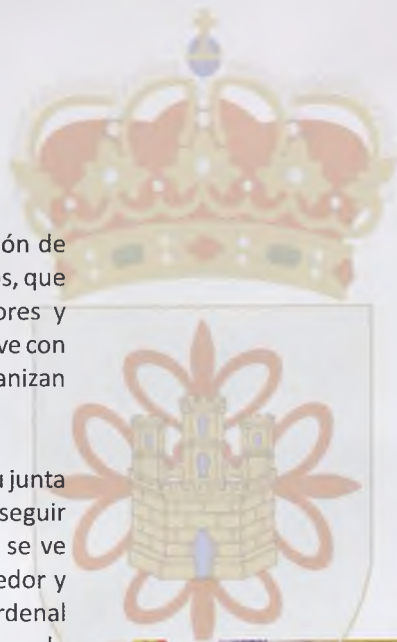 ón de
s, que
ores y
ve con
anizan
junta
seguir
se ve
edor y
rdenal